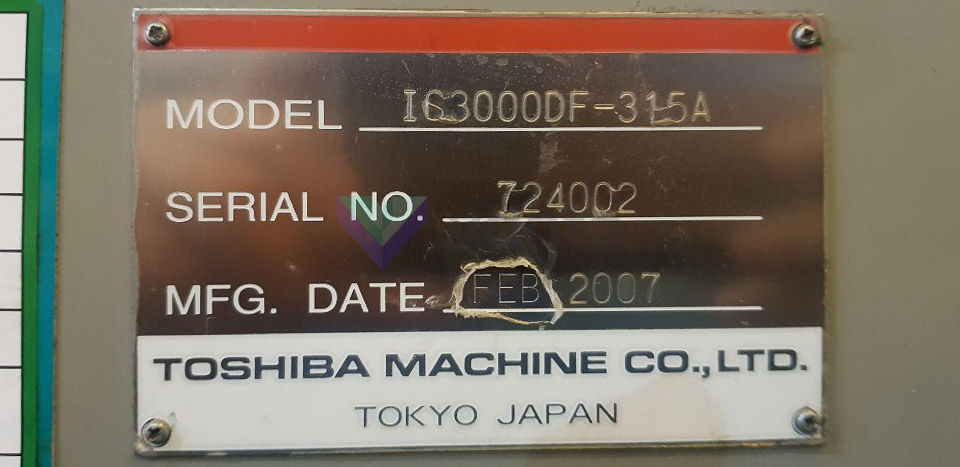 MODEL IS3000DF-315A
SERIAL NO. 724002
MFG. DATE FEB 2007
TOSHIBA MACHINE CO.,LTD.
TOKYO JAPAN